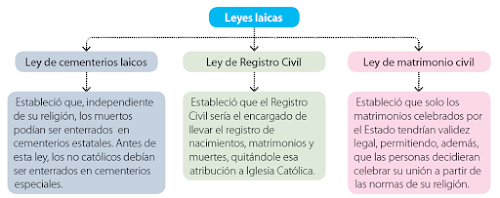 Leyes laicas
Ley de cementerios laicos
Estableció que, independiente
de su religión, los muertos
podían ser enterrados en
cementerios estatales. Antes de
esta ley, los no católicos debían
ser enterrados en cementerios
especiales.
Ley de Registro Civil
Estableció que el Registro
Civil sería el encargado de
llevar el registro de
nacimientos, matrimonios y
muertes, quitándole esa
atribución a Iglesia Católica.
Ley de matrimonio civil
Estableció que solo los
matrimonios celebrados por
el Estado tendrían validez
legal, permitiendo, además,
que las personas decidieran
celebrar su unión a partir de
las normas de su religión.